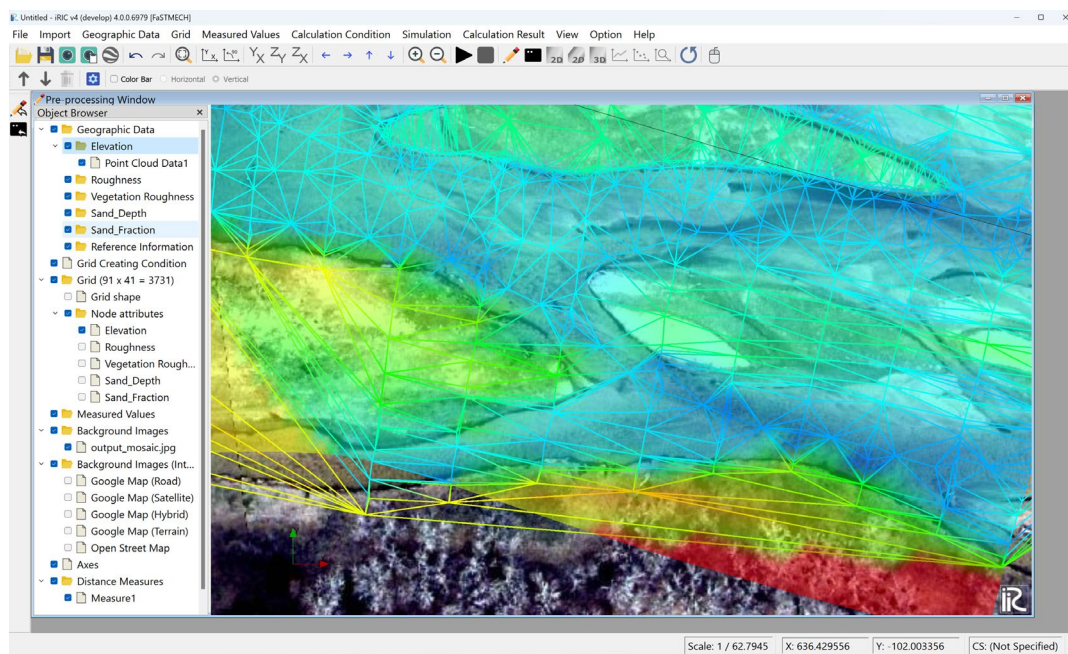 Untitled - iRIC v4 (develop) 4.0.0.6979 [FaSTMECH]
File Import Geographic Data Grid Measured Values Calculation Condition Simulation Calculation Result View Option Help
2D 2D 3D
Color Bar Horizontal Vertical
Pre-processing Window
Object Browser
Geographic Data
Elevation
Point Cloud Data1
Roughness
Vegetation Roughness
Sand_Depth
Sand_Fraction
Reference Information
Grid Creating Condition
Grid (91 x 41 = 3731)
Grid shape
Node attributes
Elevation
Roughness
Vegetation Rough...
Sand_Depth
Sand_Fraction
Measured Values
Background Images
output_mosaic.jpg
Background Images (Int...
Google Map (Road)
Google Map (Satellite)
Google Map (Hybrid)
Google Map (Terrain)
Open Street Map
Axes
Distance Measures
Measure1
iRIC
Scale: 1 / 62.7945 X: 636.429556 Y: -102.003356 CS: (Not Specified)